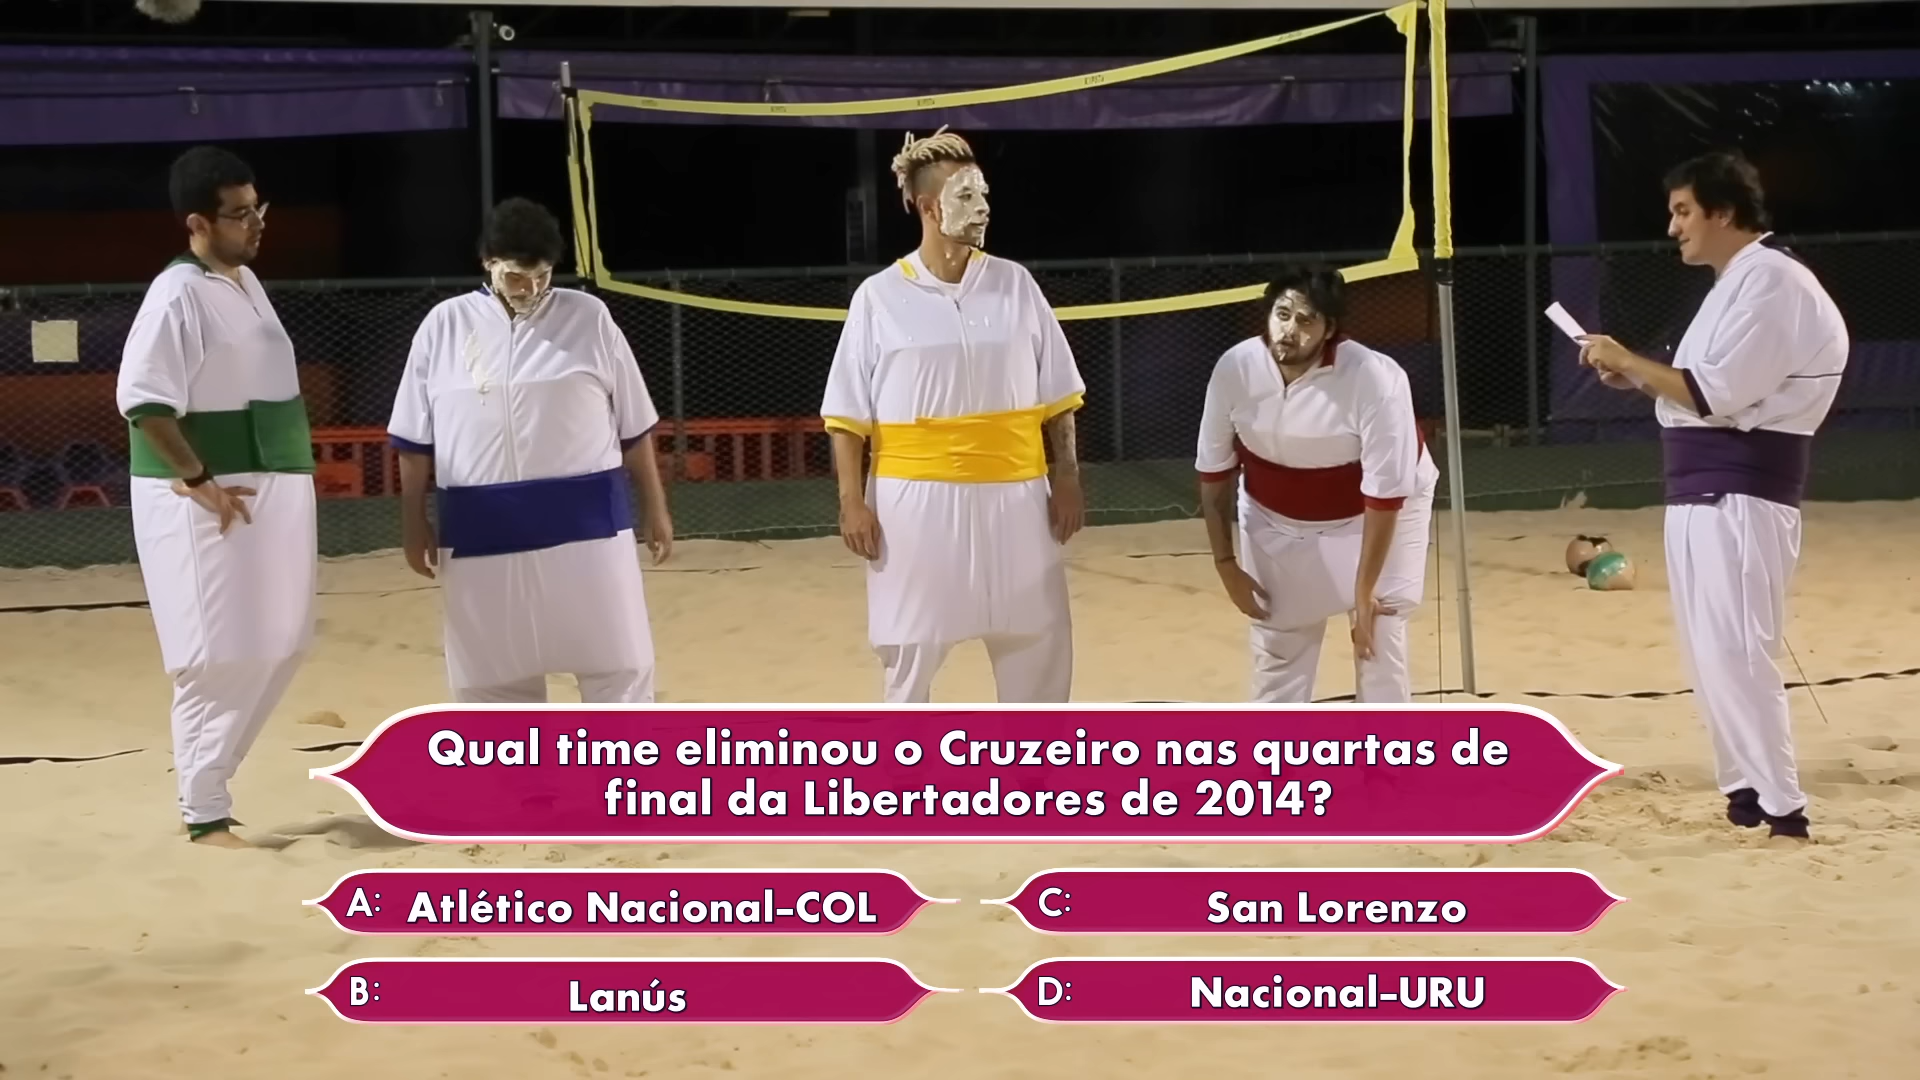 Qual time eliminou o Cruzeiro nas quartas de
final da Libertadores de 2014?
A: Atlético Nacional-COL
C: San Lorenzo
B: Lanús
D: Nacional-URU